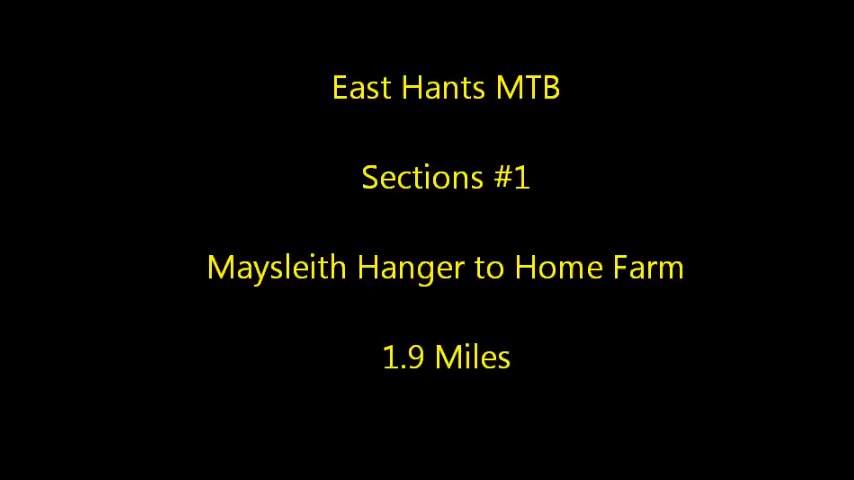 East Hants MTB
Sections #1
Maysleith Hanger to Home Farm
1.9 Miles